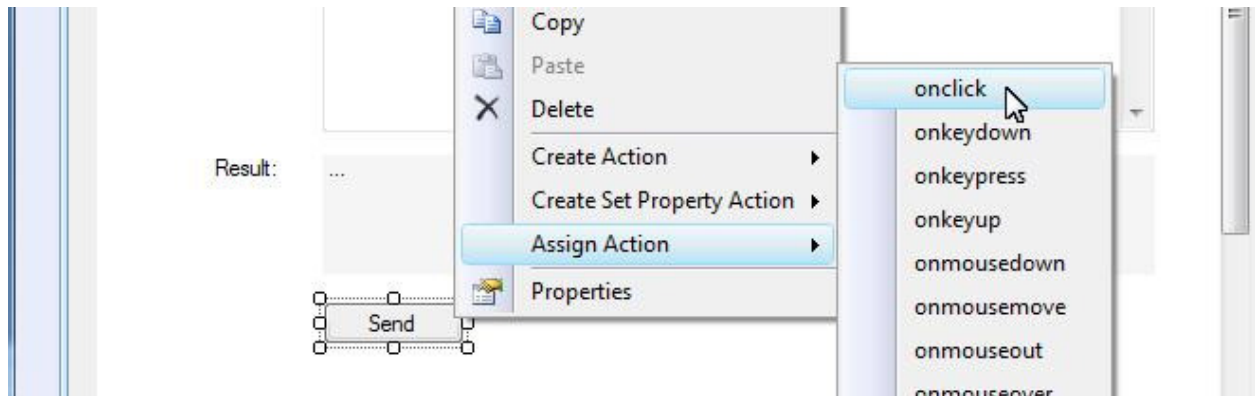 Copy
Paste
Delete
Create Action
Create Set Property Action
Assign Action
Properties
onclick
onkeydown
onkeypress
onkeyup
onmousedown
onmousemove
onmouseout
onmouseover
Result:
...
Send